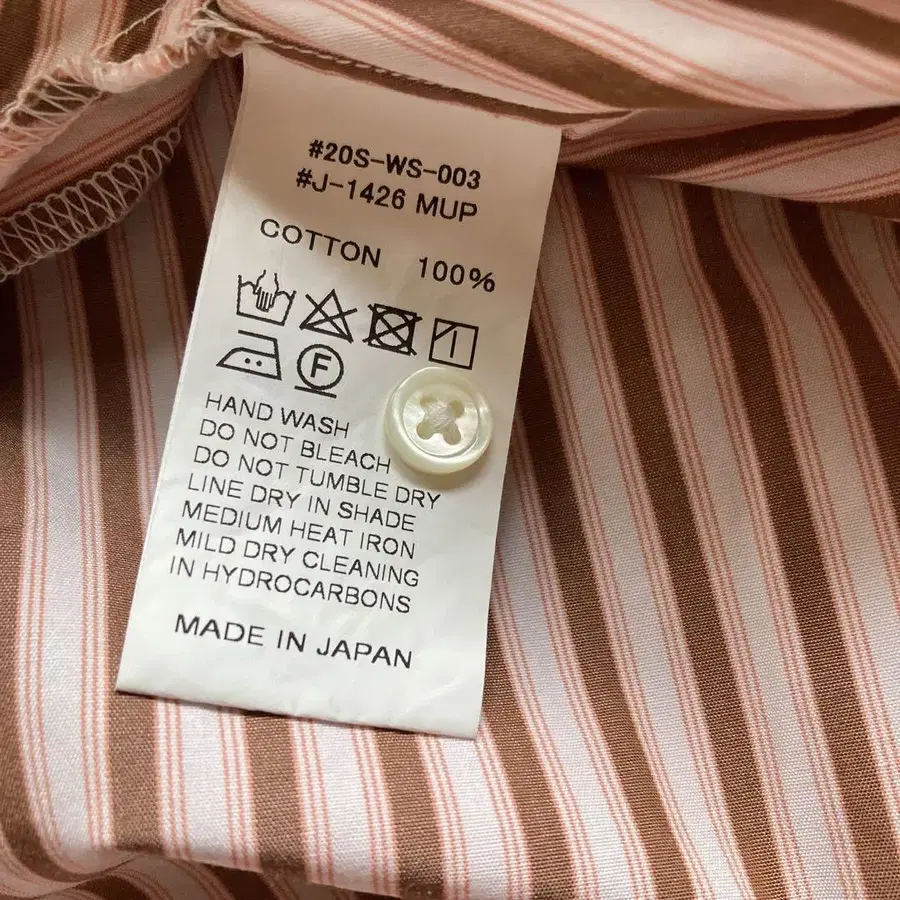 #20S-WS-003
#J-1426 MUP
COTTON 100%
F
HAND WASH
DO NOT BLEACH
DO NOT TUMBLE DRY
LINE DRY IN SHADE
MEDIUM HEAT IRON
MILD DRY CLEANING
IN HYDROCARBONS
MADE IN JAPAN